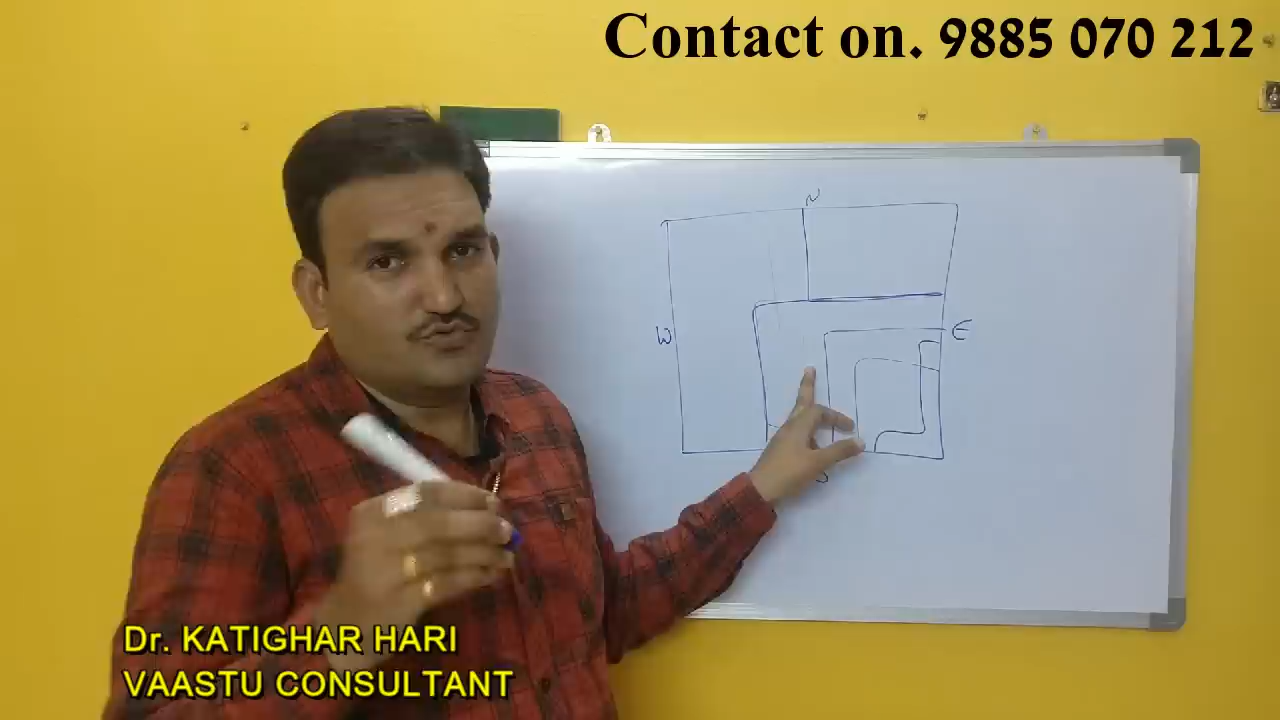 Contact on. 9885 070 212
N
W
E
S
Dr. KATIGHAR HARI
VAASTU CONSULTANT